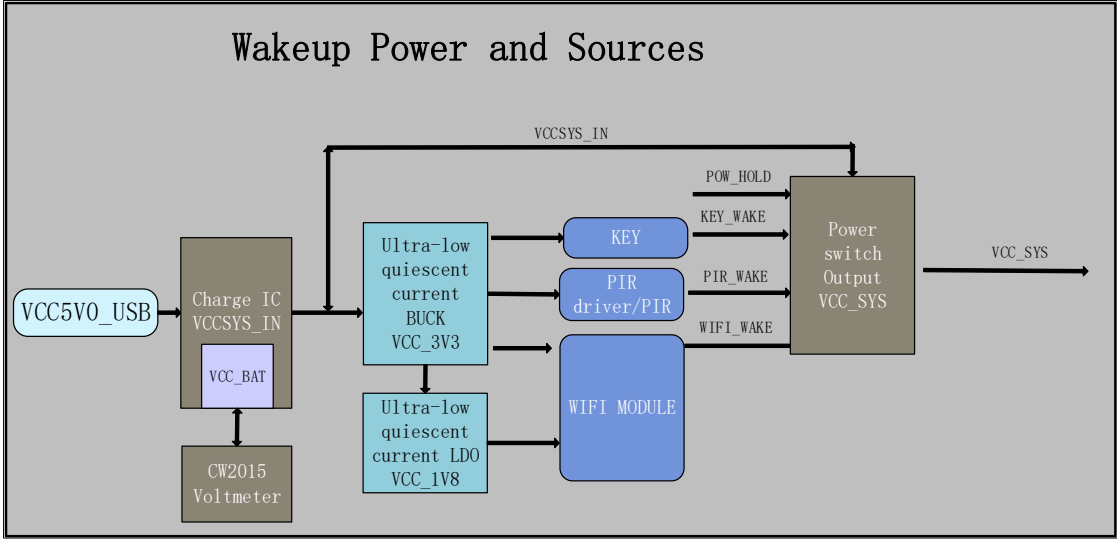 Wakeup Power and Sources
VCCSYS_IN
POW_HOLD
KEY_WAKE
PIR_WAKE
WIFI_WAKE
VCC_SYS
VCC5V0_USB
Charge IC
VCCSYS_IN
VCC_BAT
CW2015
Voltmeter
Ultra-low
quiescent
current
BUCK
VCC_3V3
Ultra-low
quiescent
current LDO
VCC_1V8
KEY
PIR
driver/PIR
WIFI MODULE
Power
switch
Output
VCC_SYS